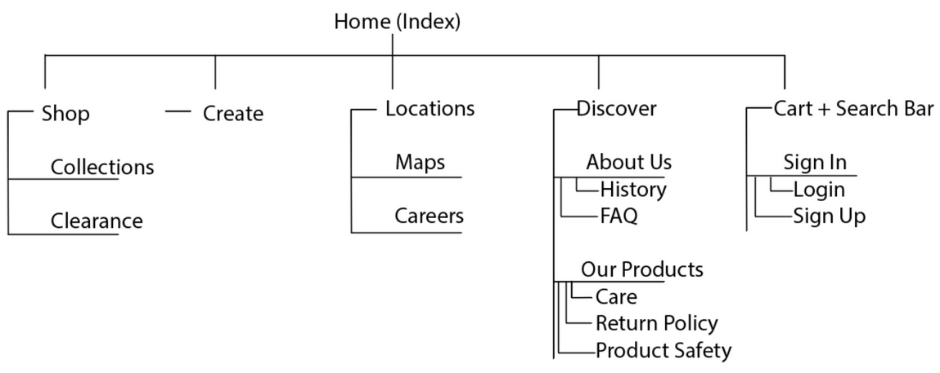 Home (Index)
Shop
Create
Locations
Discover
Cart + Search Bar
Collections
Clearance
Maps
Careers
About Us
History
FAQ
Our Products
Care
Return Policy
Product Safety
Sign In
Login
Sign Up